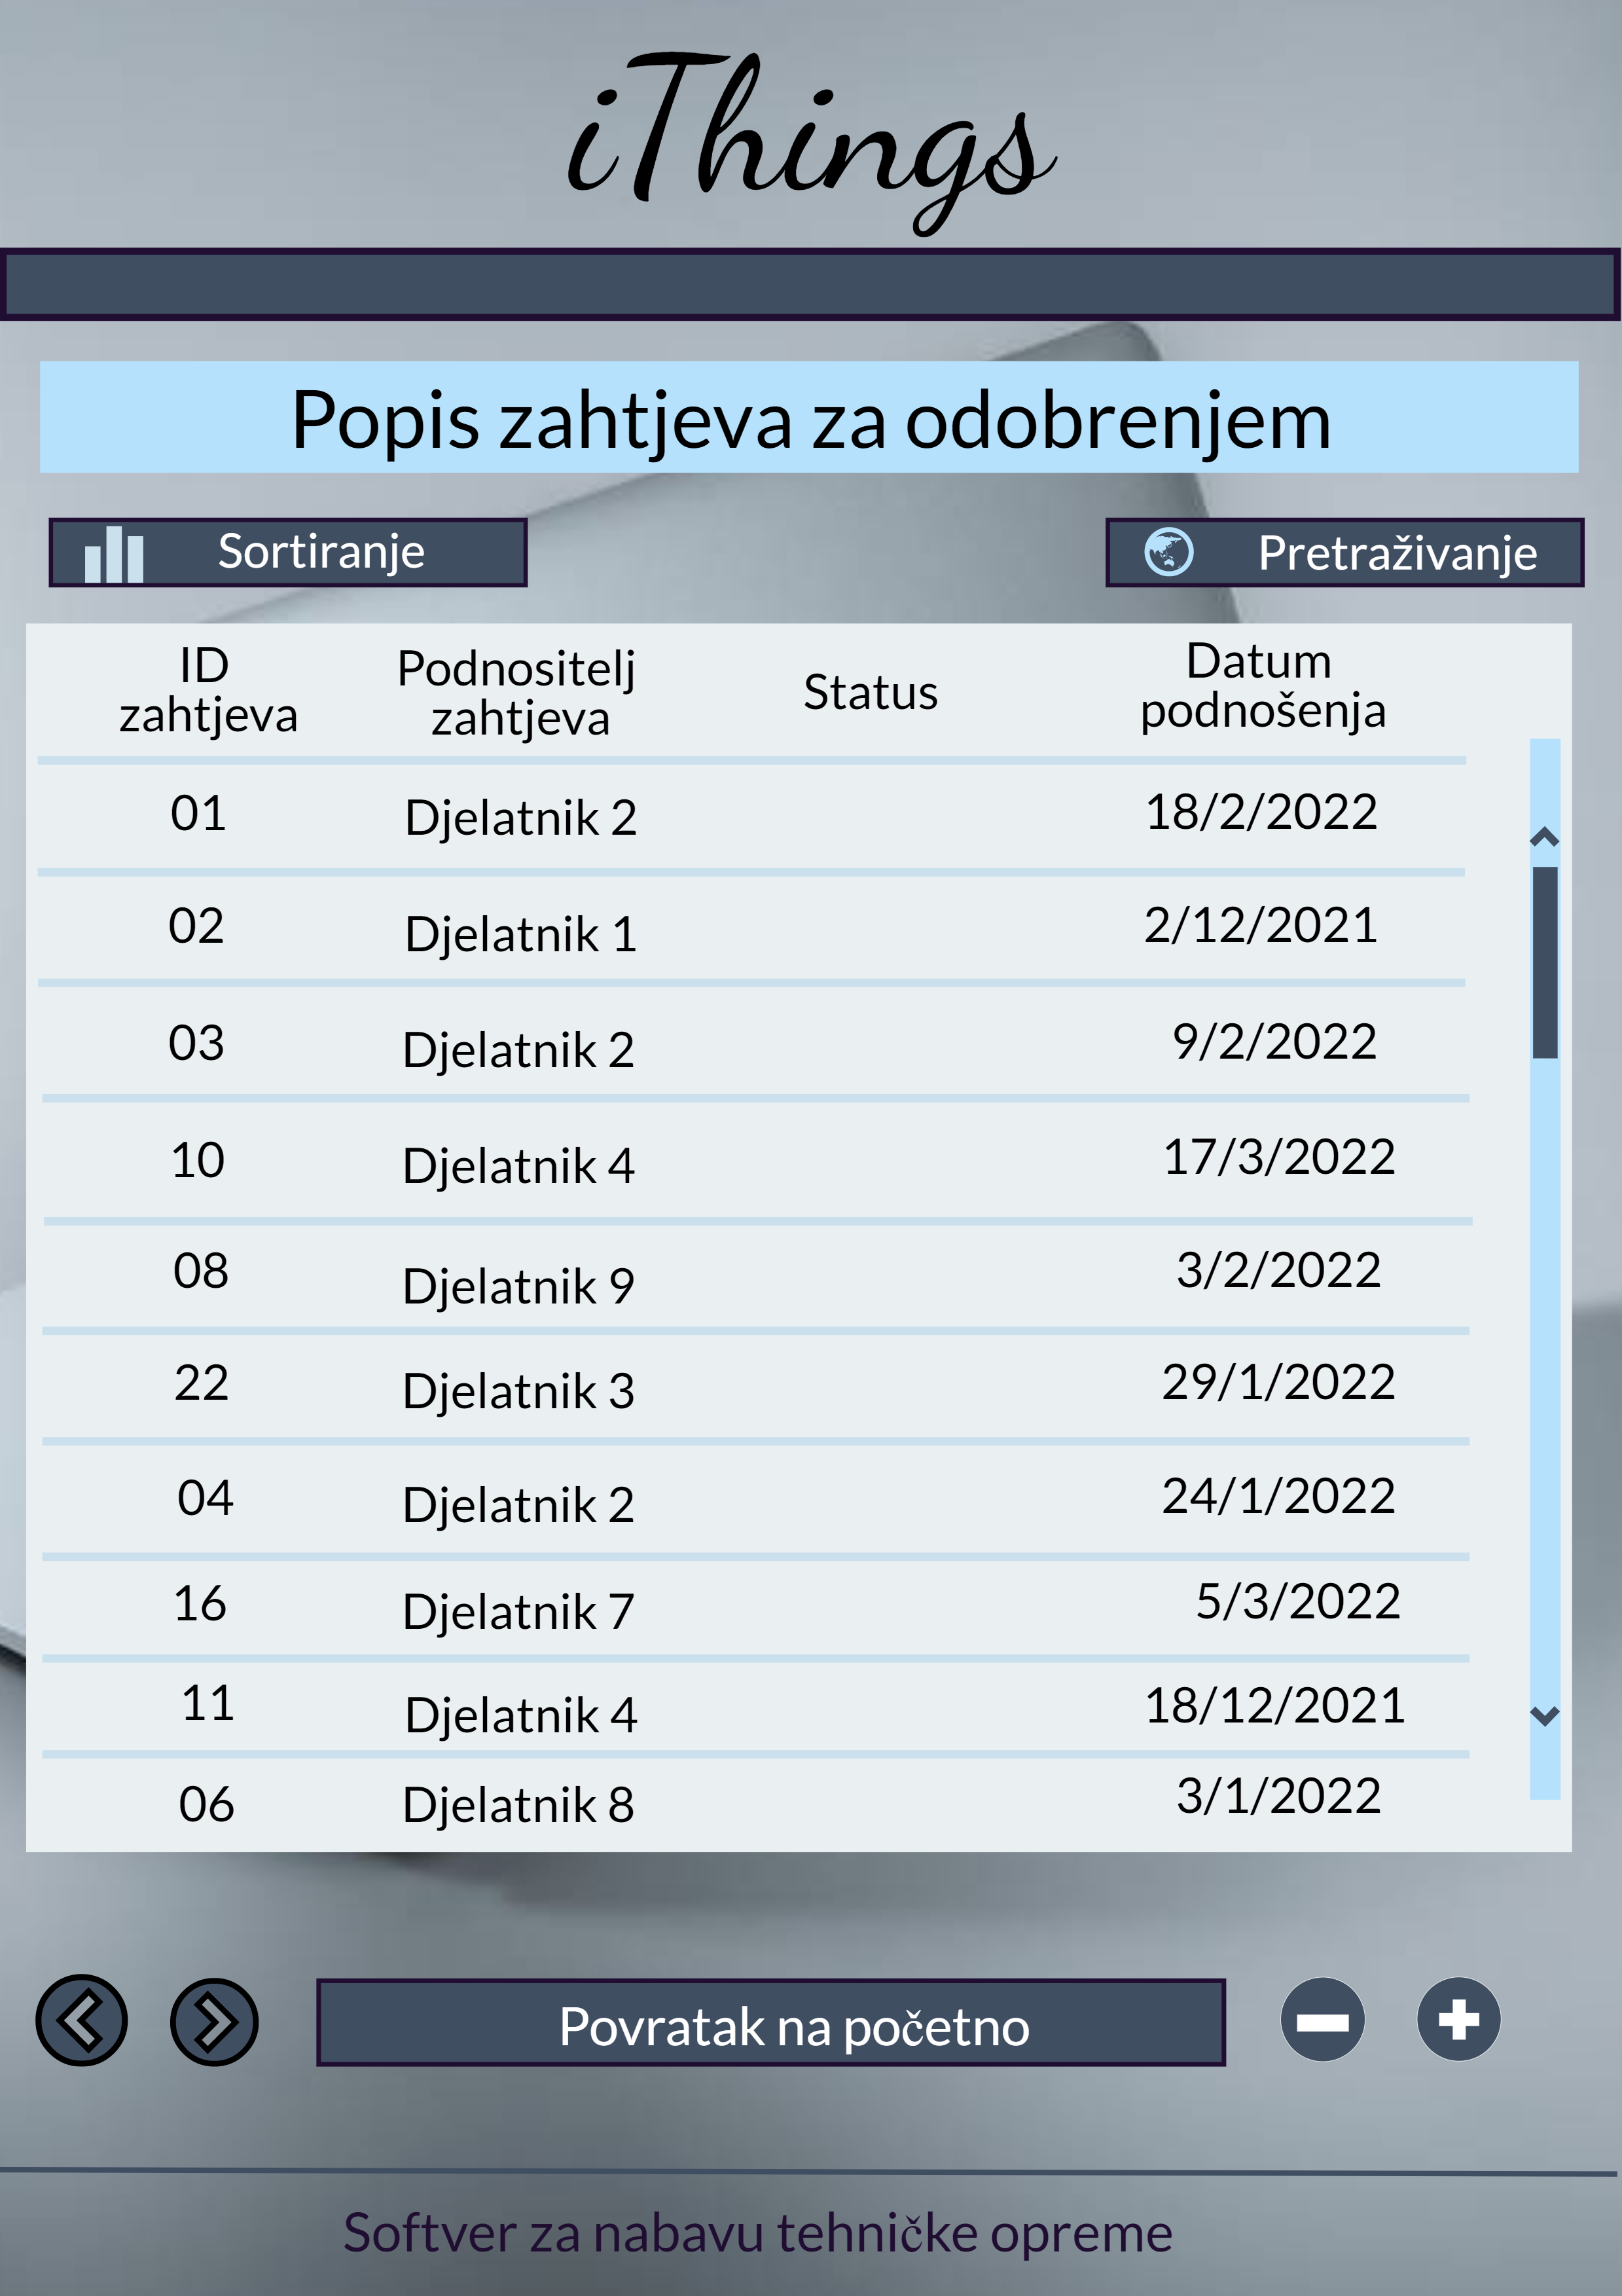 iThings
Popis zahtjeva za odobrenjem
Sortiranje
Pretraživanje
ID zahtjeva Podnositelj zahtjeva Status Datum podnošenja
01 Djelatnik 2 18/2/2022
02 Djelatnik 1 2/12/2021
03 Djelatnik 2 9/2/2022
10 Djelatnik 4 17/3/2022
08 Djelatnik 9 3/2/2022
22 Djelatnik 3 29/1/2022
04 Djelatnik 2 24/1/2022
16 Djelatnik 7 5/3/2022
11 Djelatnik 4 18/12/2021
06 Djelatnik 8 3/1/2022
Povratak na početno
Softver za nabavu tehničke opreme